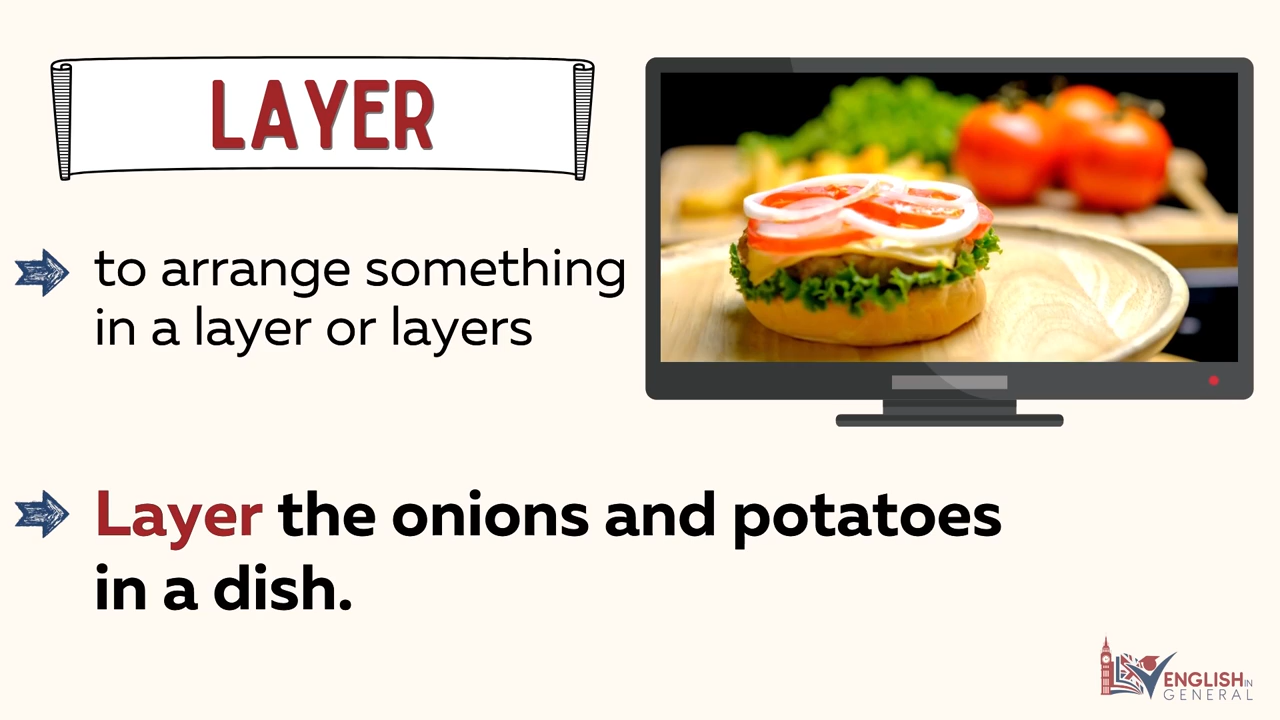 LAYER
to arrange something
in a layer or layers
Layer the onions and potatoes
in a dish.
ENGLISH IN
GENERAL